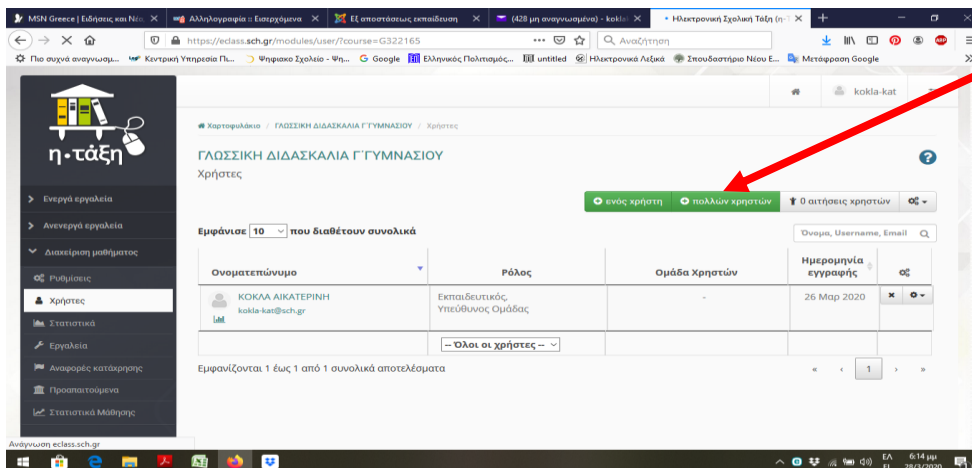 MSN Greece | Ειδήσεις και Νέα,
Αλληλογραφία :: Εισερχόμενα
Εξ αποστάσεως εκπαίδευση
(428 μη αναγνωσμένα) - kokla
• Ηλεκτρονική Σχολική Τάξη (η-Τ
https://eclass.sch.gr/modules/user/?course=G322165
Αναζήτηση
Πιο συχνά αναγνωσμ...
Κεντρική Υπηρεσία Πι...
Ψηφιακο Σχολείο - Ψη...
Google
Ελληνικός Πολιτισμός...
untitled
Ηλεκτρονικά Λεξικά
Σπουδαστήριο Νέου Ε...
Μετάφραση Google
kokla-kat
η•τάξη
Χαρτοφυλάκιο / ΓΛΩΣΣΙΚΗ ΔΙΔΑΣΚΑΛΙΑ Γ΄ΓΥΜΝΑΣΙΟΥ / Χρήστες
ΓΛΩΣΣΙΚΗ ΔΙΔΑΣΚΑΛΙΑ Γ΄ΓΥΜΝΑΣΙΟΥ
Χρήστες
Ενεργά εργαλεία
Ανενεργά εργαλεία
Διαχείριση μαθήματος
Ρυθμίσεις
Χρήστες
Στατιστικά
Εργαλεία
Αναφορές κατάχρησης
Προαπαιτούμενα
Στατιστικά Μάθησης
ενός χρήστη
πολλών χρηστών
0 αιτήσεις χρηστών
Εμφάνισε 10 που διαθέτουν συνολικά
Όνομα, Username, Email
Ονοματεπώνυμο
Ρόλος
Ομάδα Χρηστών
Ημερομηνία εγγραφής
ΚΟΚΛΑ ΑΙΚΑΤΕΡΙΝΗ
kokla-kat@sch.gr
Εκπαιδευτικός,
Υπεύθυνος Ομάδας
-
26 Μαρ 2020
-- Όλοι οι χρήστες --
Εμφανίζονται 1 έως 1 από 1 συνολικά αποτελέσματα
« ‹ 1 › »
Ανάγνωση eclass.sch.gr
ΕΛ
6:14 μμ
28/3/2020